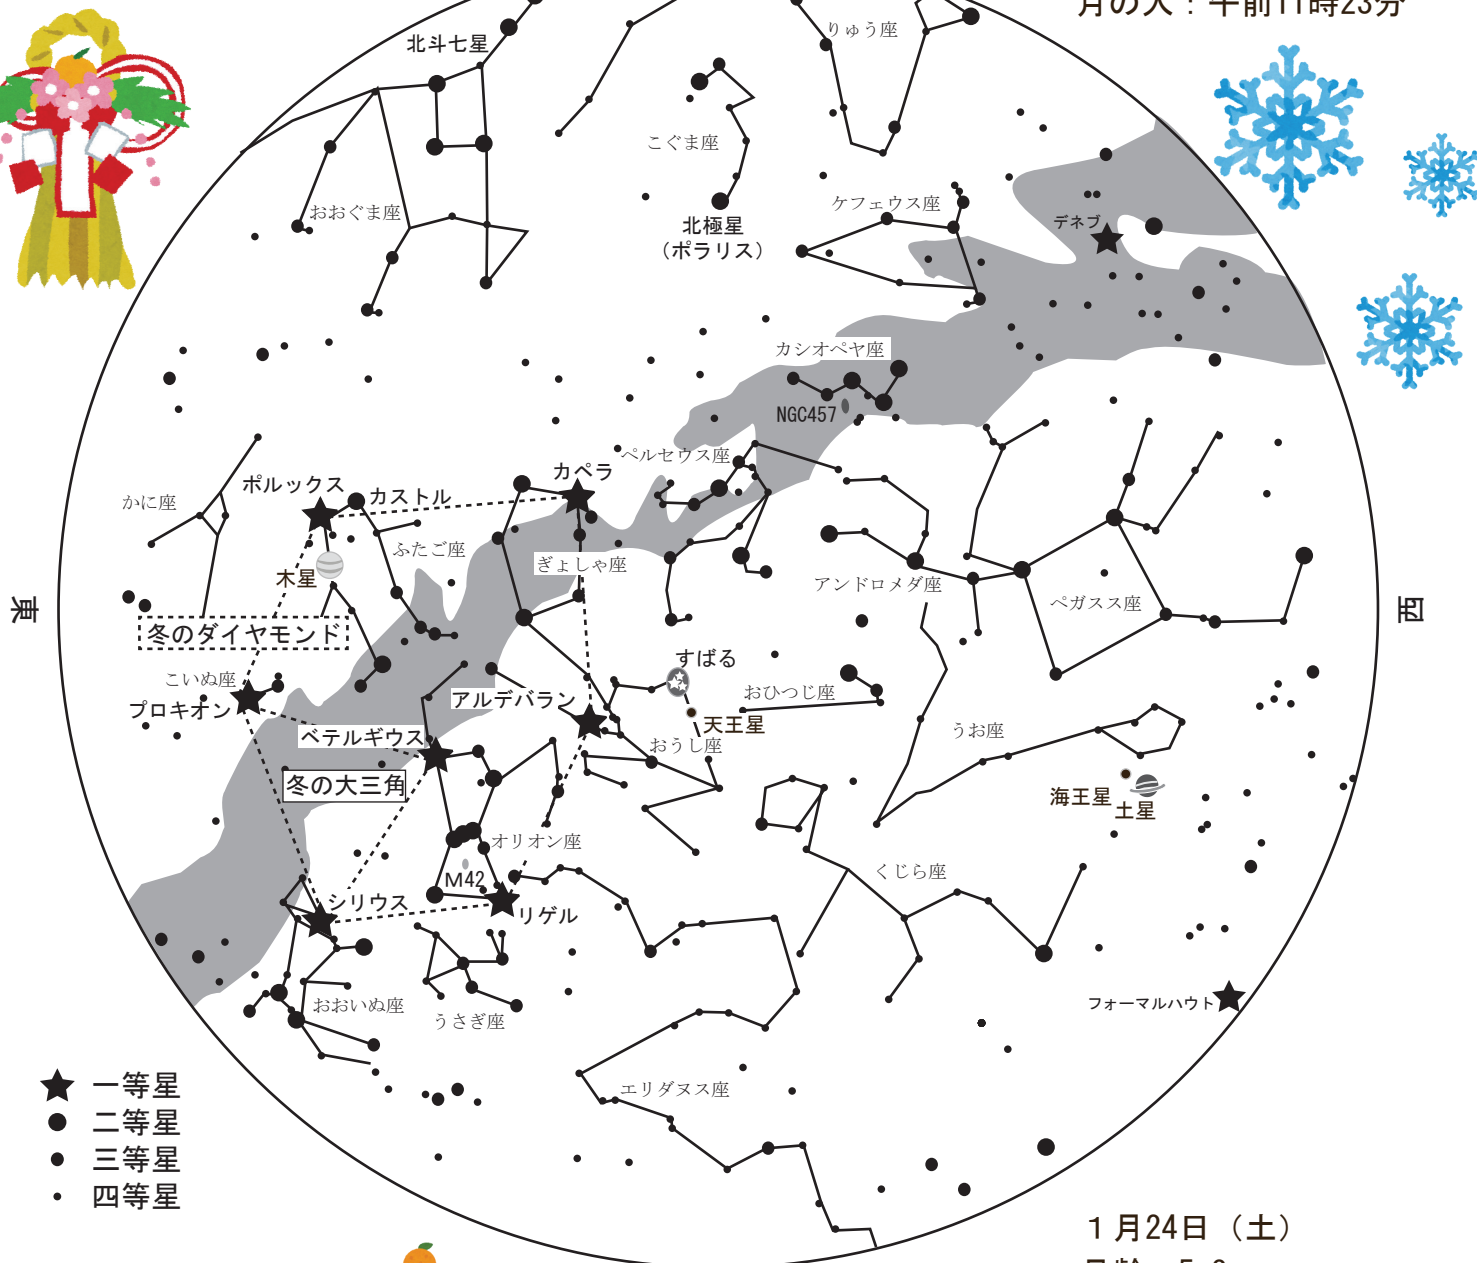 月の入：午前11時23分
りゅう座
北斗七星
こぐま座
おおぐま座
北極星
（ポラリス）
ケフェウス座
デネブ
カシオペヤ座
NGC457
ペルセウス座
カペラ
ポルックス
カストル
かに座
ふたご座
ぎょしゃ座
木星
アンドロメダ座
ペガスス座
東
西
冬のダイヤモンド
すばる
こいぬ座
プロキオン
アルデバラン
おひつじ座
天王星
ベテルギウス
おうし座
うお座
冬の大三角
海王星
土星
オリオン座
M42
くじら座
シリウス
リゲル
おおいぬ座
うさぎ座
フォーマルハウト
エリダヌス座
一等星
二等星
三等星
四等星
１月24日（土）